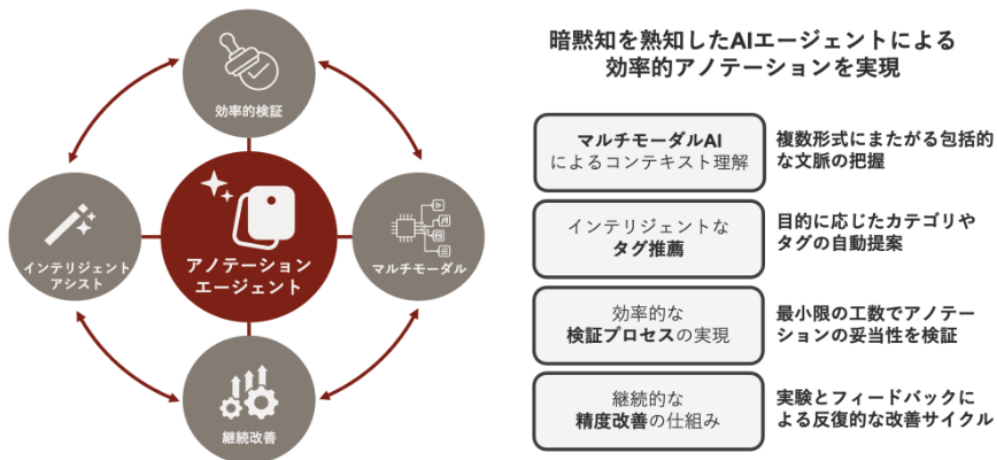 効率的検証
アノテーション
エージェント
インテリジェント
アシスト
マルチモーダル
継続改善
暗黙知を熟知したAIエージェントによる
効率的アノテーションを実現
マルチモーダルAI
によるコンテキスト理解
複数形式にまたがる包括的
な文脈の把握
インテリジェントな
タグ推薦
目的に応じたカテゴリや
タグの自動提案
効率的な
検証プロセスの実現
最小限の工数でアノテー
ションの妥当性を検証
継続的な
精度改善の仕組み
実験とフィードバックに
よる反復的な改善サイクル